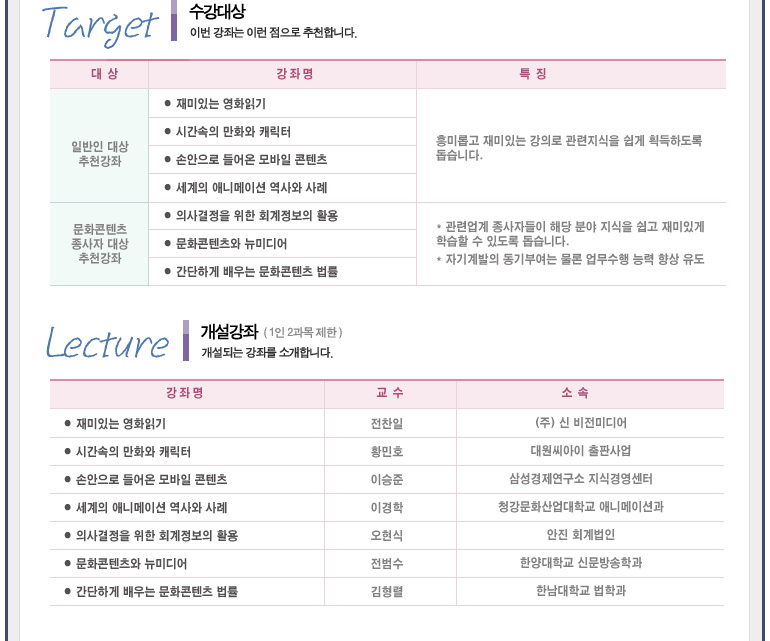 Target
수강대상
이번 강좌는 이런 점으로 추천합니다.
대 상 강좌명 특 징
일반인 대상
추천강좌
● 재미있는 영화읽기
● 시간속의 만화와 캐릭터
● 손안으로 들어온 모바일 콘텐츠
● 세계의 애니메이션 역사와 사례
흥미롭고 재미있는 강의로 관련지식을 쉽게 획득하도록
돕습니다.
문화콘텐츠
종사자 대상
추천강좌
● 의사결정을 위한 회계정보의 활용
● 문화콘텐츠와 뉴미디어
● 간단하게 배우는 문화콘텐츠 법률
* 관련업계 종사자들이 해당 분야 지식을 쉽고 재미있게
학습할 수 있도록 돕습니다.
* 자기계발의 동기부여는 물론 업무수행 능력 향상 유도
Lecture
개설강좌 ( 1인 2과목 제한 )
개설되는 강좌를 소개합니다.
강좌명 교 수 소 속
● 재미있는 영화읽기 전찬일 (주) 신 비전미디어
● 시간속의 만화와 캐릭터 황민호 대원씨아이 출판사업
● 손안으로 들어온 모바일 콘텐츠 이승준 삼성경제연구소 지식경영센터
● 세계의 애니메이션 역사와 사례 이경학 청강문화산업대학교 애니메이션과
● 의사결정을 위한 회계정보의 활용 오현식 안진 회계법인
● 문화콘텐츠와 뉴미디어 전범수 한양대학교 신문방송학과
● 간단하게 배우는 문화콘텐츠 법률 김형렬 한남대학교 법학과